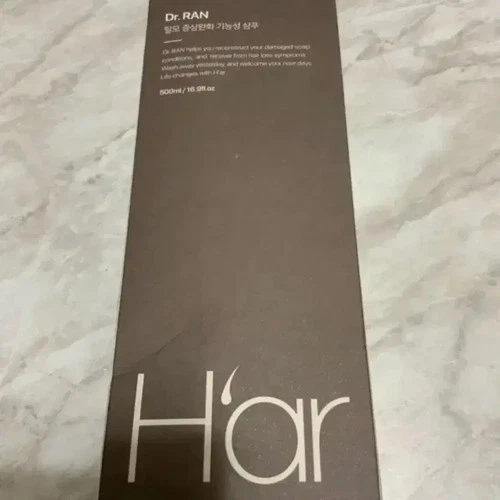 Dr. RAN
탈모 증상완화 기능성 샴푸
Dr. RAN helps you reconstruct your damaged scalp
conditions, and recover from hair loss symptoms.
Wash away yesterday, and welcome your new days.
Life changes with H'ar
500ml / 16.9fl.oz
H'ar